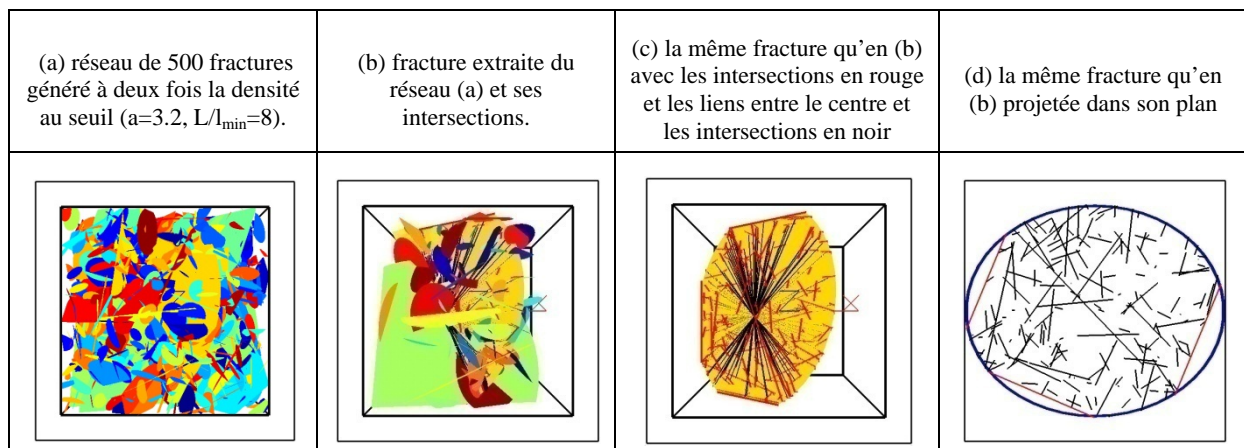 (a) réseau de 500 fractures
généré à deux fois la densité
au seuil (a=3.2, L/lmin=8).
(b) fracture extraite du
réseau (a) et ses
intersections.
(c) la même fracture qu’en (b)
avec les intersections en rouge
et les liens entre le centre et
les intersections en noir
(d) la même fracture qu’en
(b) projetée dans son plan